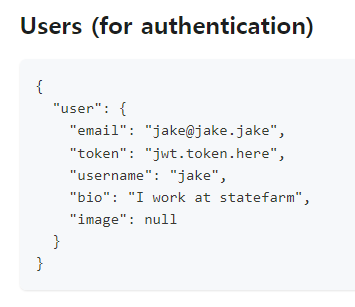 Users (for authentication)
{
  "user": {
    "email": "jake@jake.jake",
    "token": "jwt.token.here",
    "username": "jake",
    "bio": "I work at statefarm",
    "image": null
  }
}